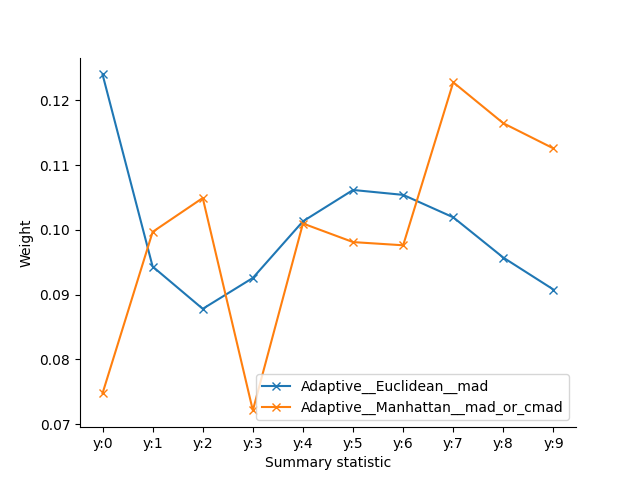 0.12
0.11
0.10
0.09
0.08
0.07
Weight
y:0 y:1 y:2 y:3 y:4 y:5 y:6 y:7 y:8 y:9
Summary statistic
Adaptive__Euclidean__mad
Adaptive__Manhattan__mad_or_cmad